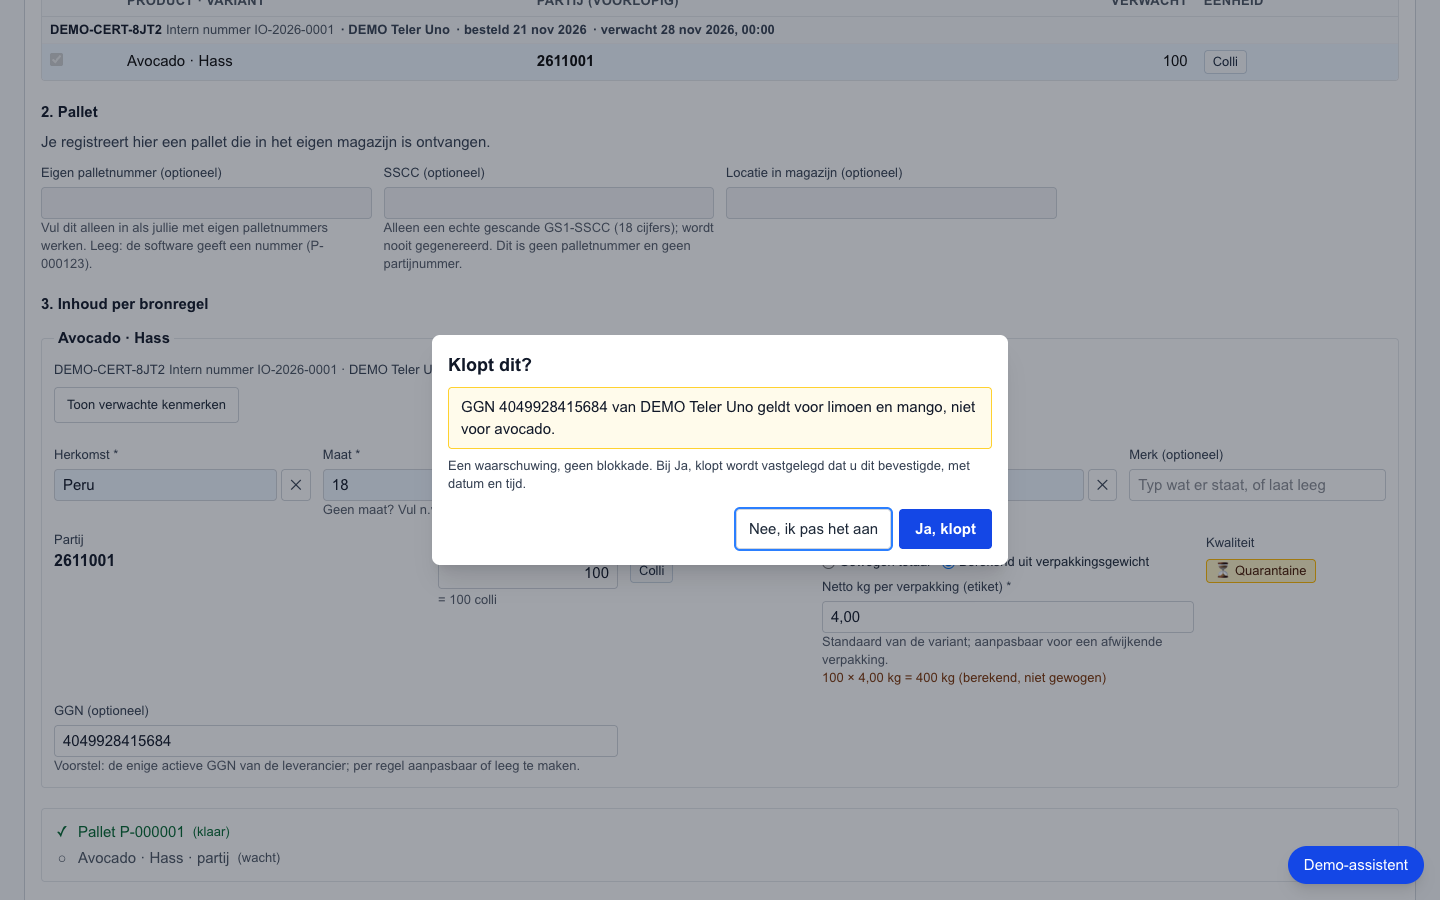 PRODUCT · VARIANT PARTIJ (VOORLOPIG) VERWACHT EENHEID
DEMO-CERT-8JT2 Intern nummer IO-2026-0001 · DEMO Teler Uno · besteld 21 nov 2026 · verwacht 28 nov 2026, 00:00
Avocado · Hass 2611001 100 Colli
2. Pallet
Je registreert hier een pallet die in het eigen magazijn is ontvangen.
Eigen palletnummer (optioneel) SSCC (optioneel) Locatie in magazijn (optioneel)
Vul dit alleen in als jullie met eigen palletnummers
werken. Leeg: de software geeft een nummer (P-
000123).
Alleen een echte gescande GS1-SSCC (18 cijfers); wordt
nooit gegenereerd. Dit is geen palletnummer en geen
partijnummer.
3. Inhoud per bronregel
Avocado · Hass
DEMO-CERT-8JT2 Intern nummer IO-2026-0001 · DEMO Teler U
Toon verwachte kenmerken
Klopt dit?
GGN 4049928415684 van DEMO Teler Uno geldt voor limoen en mango, niet
voor avocado.
Een waarschuwing, geen blokkade. Bij Ja, klopt wordt vastgelegd dat u dit bevestigde, met
datum en tijd.
Nee, ik pas het aan Ja, klopt
Herkomst * Maat * Merk (optioneel)
Peru 18 Typ wat er staat, of laat leeg
Geen maat? Vul n.v
Partij
2611001
100 Colli
= 100 colli
Berekend uit verpakkingsgewicht
Netto kg per verpakking (etiket) *
4,00
Standaard van de variant; aanpasbaar voor een afwijkende
verpakking.
100 × 4,00 kg = 400 kg (berekend, niet gewogen)
Kwaliteit
Quarantaine
GGN (optioneel)
4049928415684
Voorstel: de enige actieve GGN van de leverancier; per regel aanpasbaar of leeg te maken.
✓ Pallet P-000001 (klaar)
○ Avocado · Hass · partij (wacht)
Demo-assistent